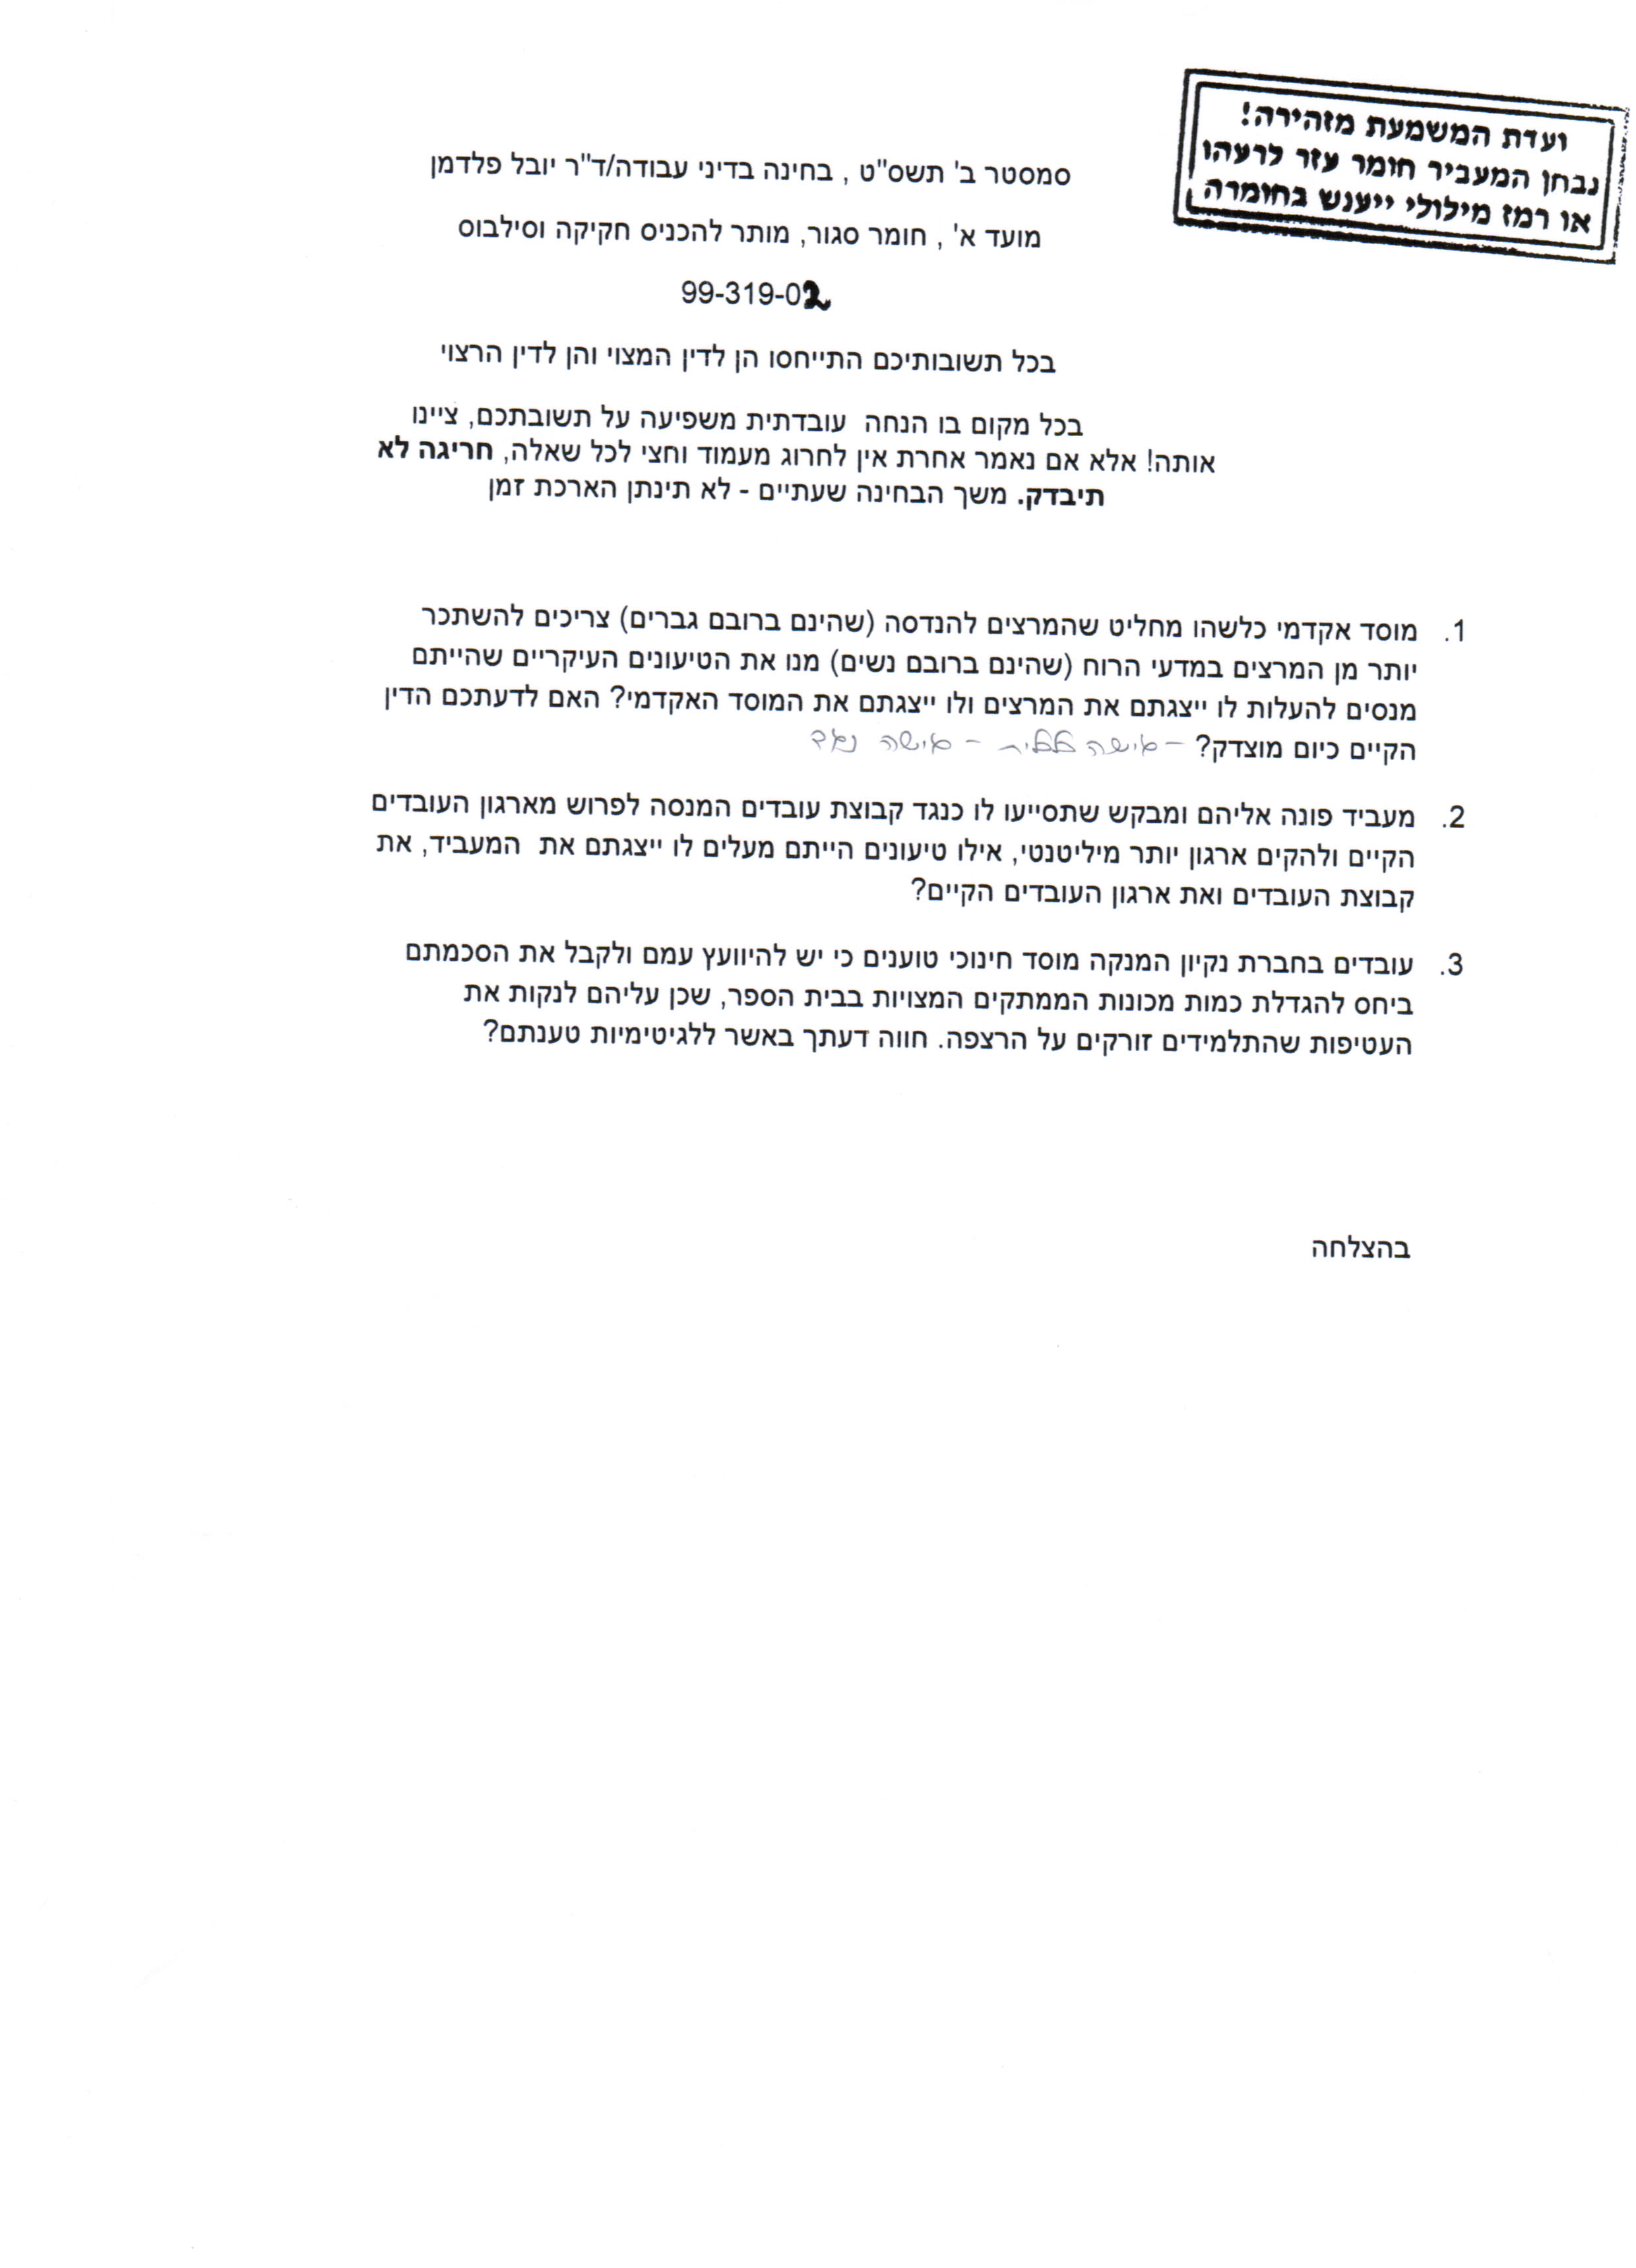 ועדת המשמעת מזהירה!
נבחן המעביר חומר עזר לרעהו
או רמז מילולי ייענש בחומרה
סמסטר ב' תשס"ט , בחינה בדיני עבודה/ד"ר יובל פלדמן
מועד א' , חומר סגור, מותר להכניס חקיקה וסילבוס
99-319-02
בכל תשובותיכם התייחסו הן לדין המצוי והן לדין הרצוי
בכל מקום בו הנחה עובדתית משפיעה על תשובתכם, ציינו
אותה! אלא אם נאמר אחרת אין לחרוג מעמוד וחצי לכל שאלה, חריגה לא
תיבדק. משך הבחינה שעתיים - לא תינתן הארכת זמן
1. מוסד אקדמי כלשהו מחליט שהמרצים להנדסה (שהינם ברובם גברים) צריכים להשתכר
יותר מן המרצים במדעי הרוח (שהינם ברובם נשים) מנו את הטיעונים העיקריים שהייתם
מנסים להעלות לו ייצגתם את המרצים ולו ייצגתם את המוסד האקדמי? האם לדעתכם הדין
הקיים כיום מוצדק? - אישה - אישה נגד
2. מעביד פונה אליהם ומבקש שתסייעו לו כנגד קבוצת עובדים המנסה לפרוש מארגון העובדים
הקיים ולהקים ארגון יותר מיליטנטי, אילו טיעונים הייתם מעלים לו ייצגתם את המעביד, את
קבוצת העובדים ואת ארגון העובדים הקיים?
3. עובדים בחברת נקיון המנקה מוסד חינוכי טוענים כי יש להיוועץ עמם ולקבל את הסכמתם
ביחס להגדלת כמות מכונות הממתקים המצויות בבית הספר, שכן עליהם לנקות את
העטיפות שהתלמידים זורקים על הרצפה. חווה דעתך באשר ללגיטימיות טענתם?
בהצלחה